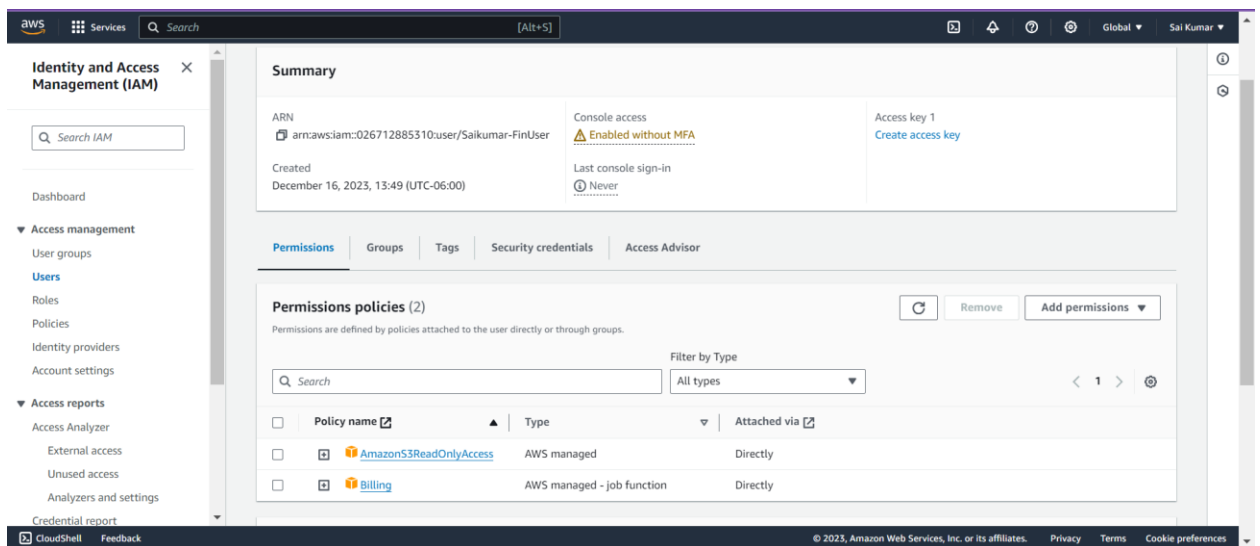 aws Services Search [Alt+S] Global Sai Kumar
Identity and Access Management (IAM)
Search IAM
Dashboard
Access management
User groups
Users
Roles
Policies
Identity providers
Account settings
Access reports
Access Analyzer
External access
Unused access
Analyzers and settings
Credential report
Summary
ARN
arn:aws:iam::026712885310:user/Saikumar-FinUser
Console access
Enabled without MFA
Access key 1
Create access key
Created
December 16, 2023, 13:49 (UTC-06:00)
Last console sign-in
Never
Permissions Groups Tags Security credentials Access Advisor
Permissions policies (2)
Remove Add permissions
Permissions are defined by policies attached to the user directly or through groups.
Filter by Type
Search All types 1
Policy name Type Attached via
AmazonS3ReadOnlyAccess AWS managed Directly
Billing AWS managed - job function Directly
CloudShell Feedback © 2023, Amazon Web Services, Inc. or its affiliates. Privacy Terms Cookie preferences